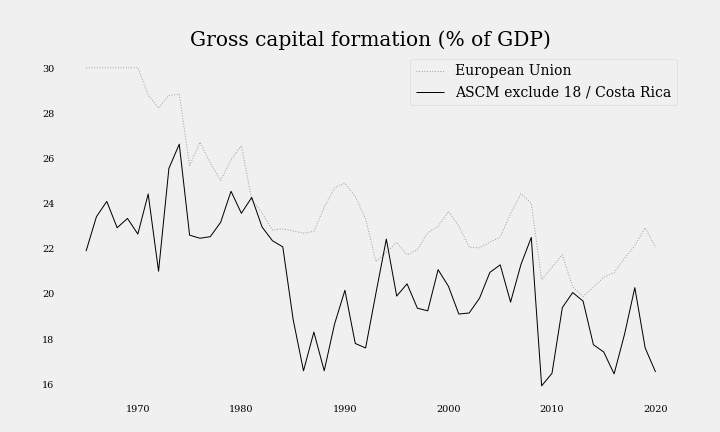 Gross capital formation (% of GDP)
European Union
ASCM exclude 18 / Costa Rica
30
28
26
24
22
20
18
16
1970 1980 1990 2000 2010 2020